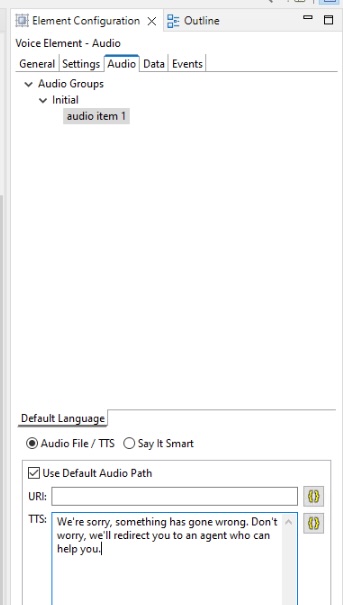 Element Configuration
Outline
Voice Element - Audio
General Settings Audio Data Events
Audio Groups
Initial
audio item 1
Default Language
Audio File / TTS Say It Smart
Use Default Audio Path
URI:
TTS: We're sorry, something has gone wrong. Don't
worry, we'll redirect you to an agent who can
help you.